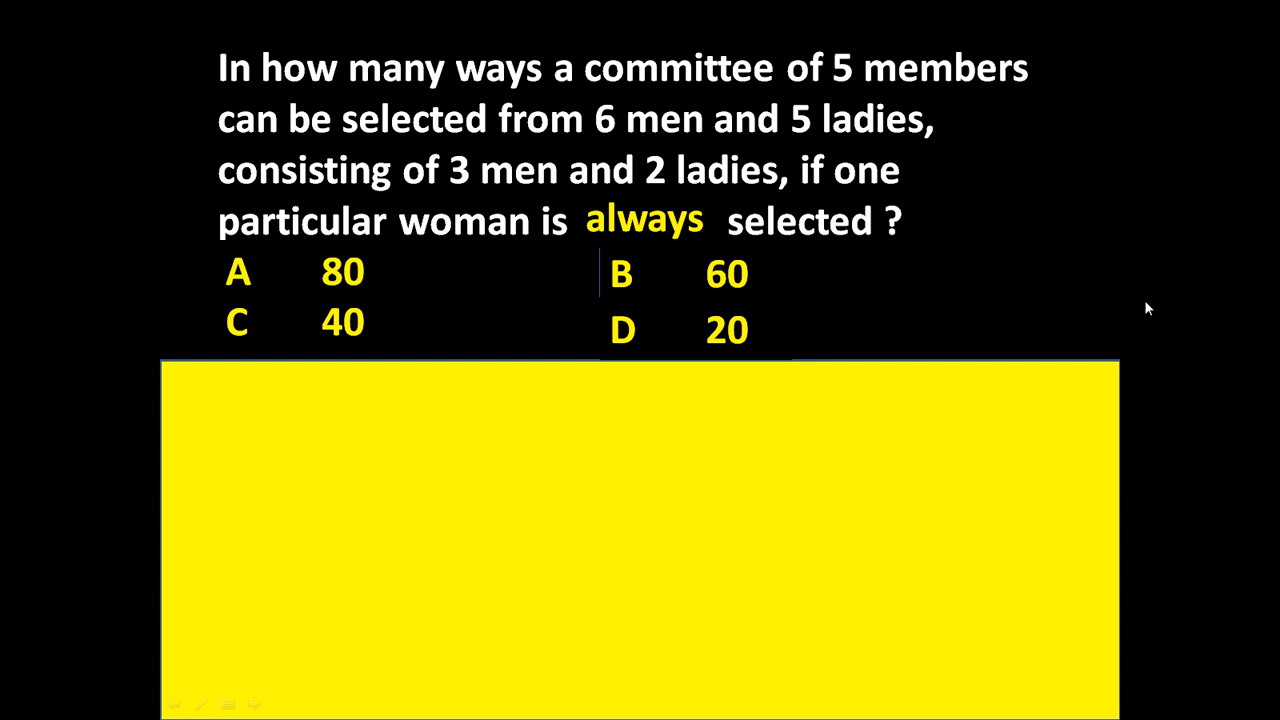 In how many ways a committee of 5 members
can be selected from 6 men and 5 ladies,
consisting of 3 men and 2 ladies, if one
particular woman is always selected ?
A 80 B 60
C 40 D 20